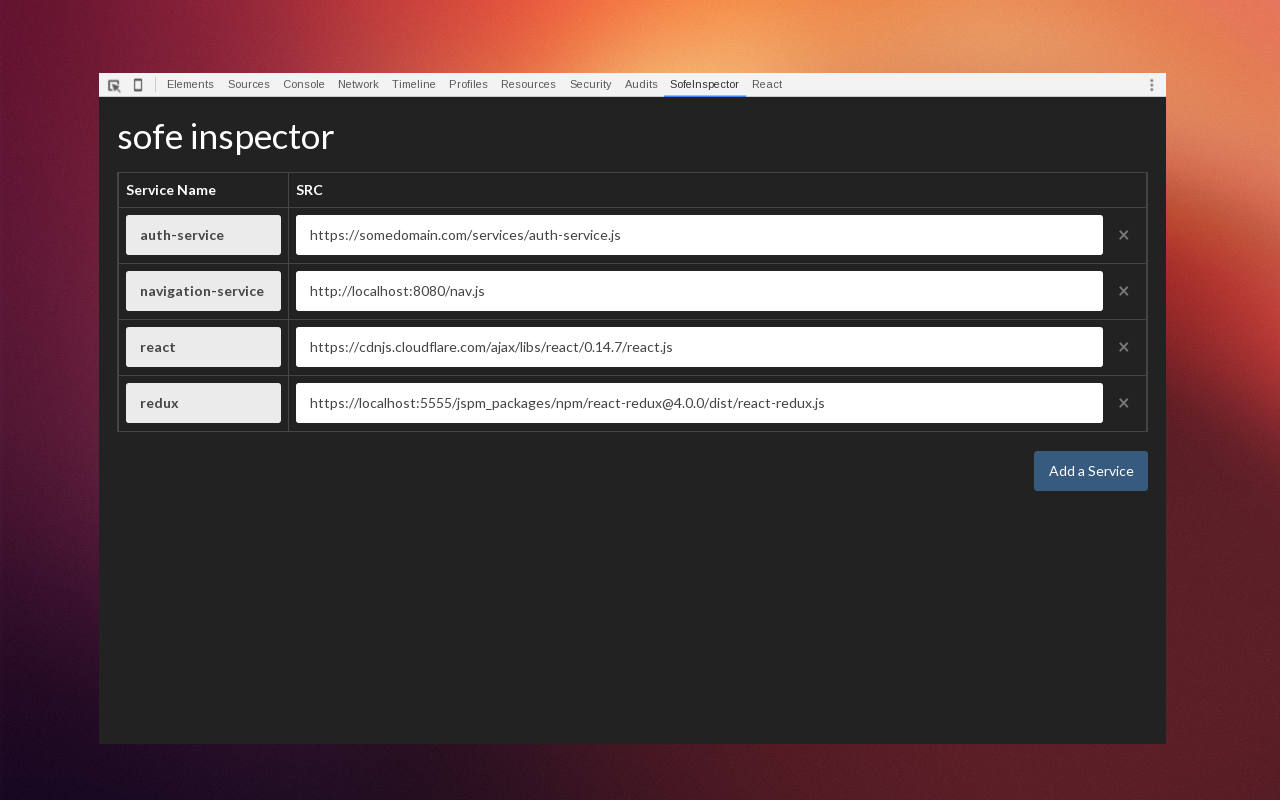 Elements Sources Console Network Timeline Profiles Resources Security Audits SofeInspector React
sofe inspector
Service Name SRC
auth-service https://somedomain.com/services/auth-service.js ×
navigation-service http://localhost:8080/nav.js ×
react https://cdnjs.cloudflare.com/ajax/libs/react/0.14.7/react.js ×
redux https://localhost:5555/jspm_packages/npm/react-redux@4.0.0/dist/react-redux.js ×
Add a Service